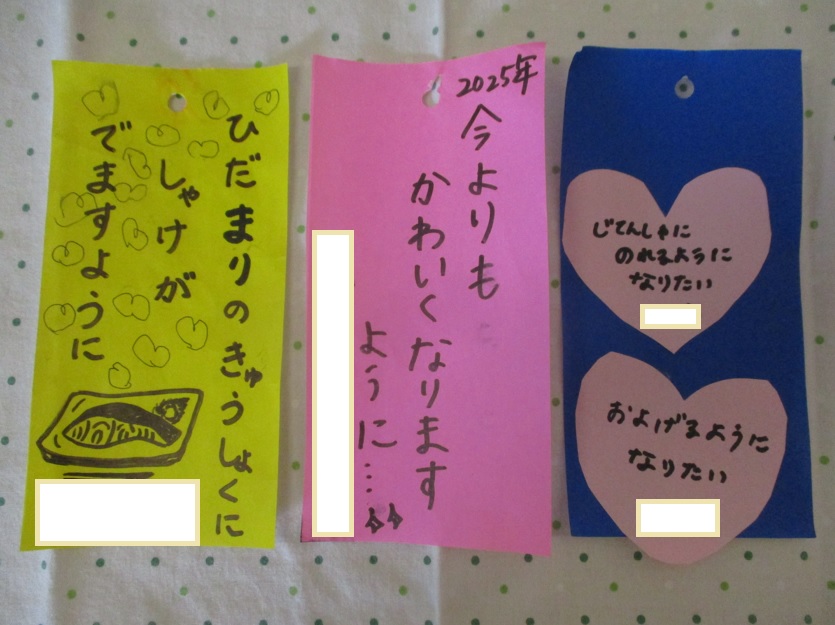 ひだまりのきゅうしょくに
しゃけが
でますように
2025年
今よりも
かわいくなります
ように…
じてんしゃに
のれるように
なりたい
およげるように
なりたい